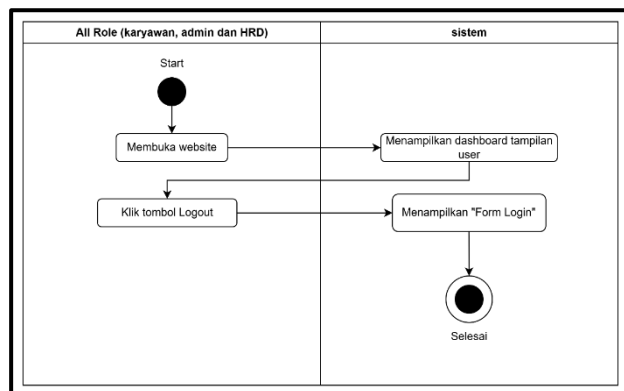 All Role (karyawan, admin dan HRD)
sistem
Start
Membuka website
Menampilkan dashboard tampilan
user
Klik tombol Logout
Menampilkan "Form Login"
Selesai